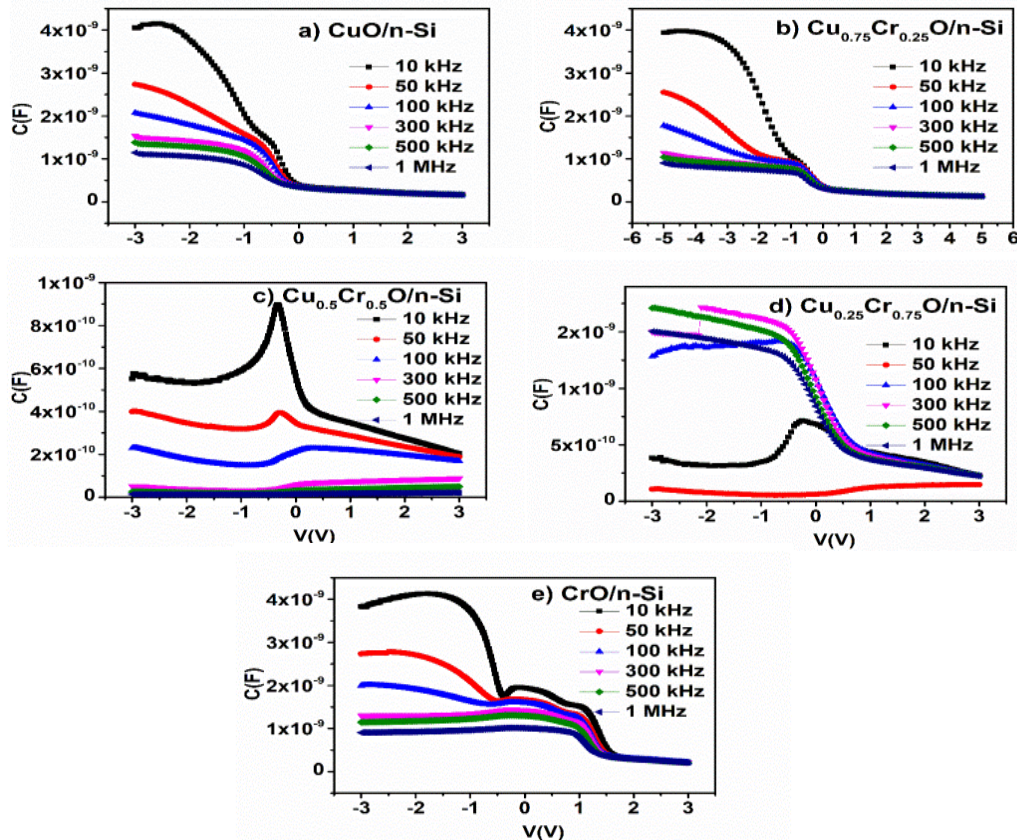 a) CuO/n-Si
10 kHz
50 kHz
100 kHz
300 kHz
500 kHz
1 MHz
C(F)
4x10⁻⁹
3x10⁻⁹
2x10⁻⁹
1x10⁻⁹
0
-3 -2 -1 0 1 2 3
b) Cu₀.₇₅Cr₀.₂₅O/n-Si
10 kHz
50 kHz
100 kHz
300 kHz
500 kHz
1 MHz
C(F)
4x10⁻⁹
3x10⁻⁹
2x10⁻⁹
1x10⁻⁹
0
-6 -5 -4 -3 -2 -1 0 1 2 3 4 5 6
c) Cu₀.₅Cr₀.₅O/n-Si
10 kHz
50 kHz
100 kHz
300 kHz
500 kHz
1 MHz
C(F)
1x10⁻⁹
8x10⁻¹⁰
6x10⁻¹⁰
4x10⁻¹⁰
2x10⁻¹⁰
0
-3 -2 -1 0 1 2 3
V(V)
d) Cu₀.₂₅Cr₀.₇₅O/n-Si
10 kHz
50 kHz
100 kHz
300 kHz
500 kHz
1 MHz
C(F)
2x10⁻⁹
1x10⁻⁹
5x10⁻¹⁰
0
-3 -2 -1 0 1 2 3
V(V)
e) CrO/n-Si
10 kHz
50 kHz
100 kHz
300 kHz
500 kHz
1 MHz
C(F)
4x10⁻⁹
3x10⁻⁹
2x10⁻⁹
1x10⁻⁹
0
-3 -2 -1 0 1 2 3
V(V)